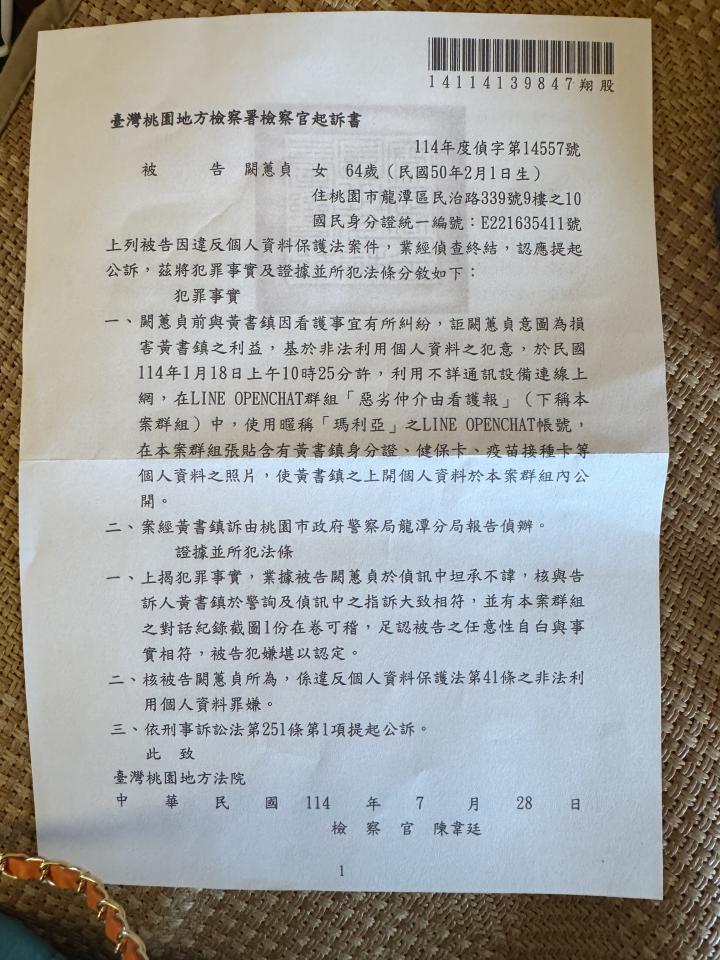 14114139847翔股
臺灣桃園地方檢察署檢察官起訴書
114年度偵字第14557號
被 告 闕蕙貞 女 64歲（民國50年2月1日生）
住桃園市龍潭區民治路339號9樓之10
國民身分證統一編號：E221635411號
上列被告因違反個人資料保護法案件，業經偵查終結，認應提起
公訴，茲將犯罪事實及證據並所犯法條分敘如下：
犯罪事實
一、闕蕙貞前與黃書鎮因看護事宜有所糾紛，詎闕蕙貞意圖為損
害黃書鎮之利益，基於非法利用個人資料之犯意，於民國
114年1月18日上午10時25分許，利用不詳通訊設備連線上
網，在LINE OPENCHAT群組「惡劣仲介由看護報」（下稱本
案群組）中，使用暱稱「瑪利亞」之LINE OPENCHAT帳號，
在本案群組張貼含有黃書鎮身分證、健保卡、疫苗接種卡等
個人資料之照片，使黃書鎮之上開個人資料於本案群組內公
開。
二、案經黃書鎮訴由桃園市政府警察局龍潭分局報告偵辦。
證據並所犯法條
一、上揭犯罪事實，業據被告闕蕙貞於偵訊中坦承不諱，核與告
訴人黃書鎮於警詢及偵訊中之指訴大致相符，並有本案群組
之對話紀錄截圖1份在卷可稽，足認被告之任意性自白與事
實相符，被告犯嫌堪以認定。
二、核被告闕蕙貞所為，係違反個人資料保護法第41條之非法利
用個人資料罪嫌。
三、依刑事訴訟法第251條第1項提起公訴。
此 致
臺灣桃園地方法院
中 華 民 國 114 年 7 月 28 日
檢 察 官 陳韋廷
1